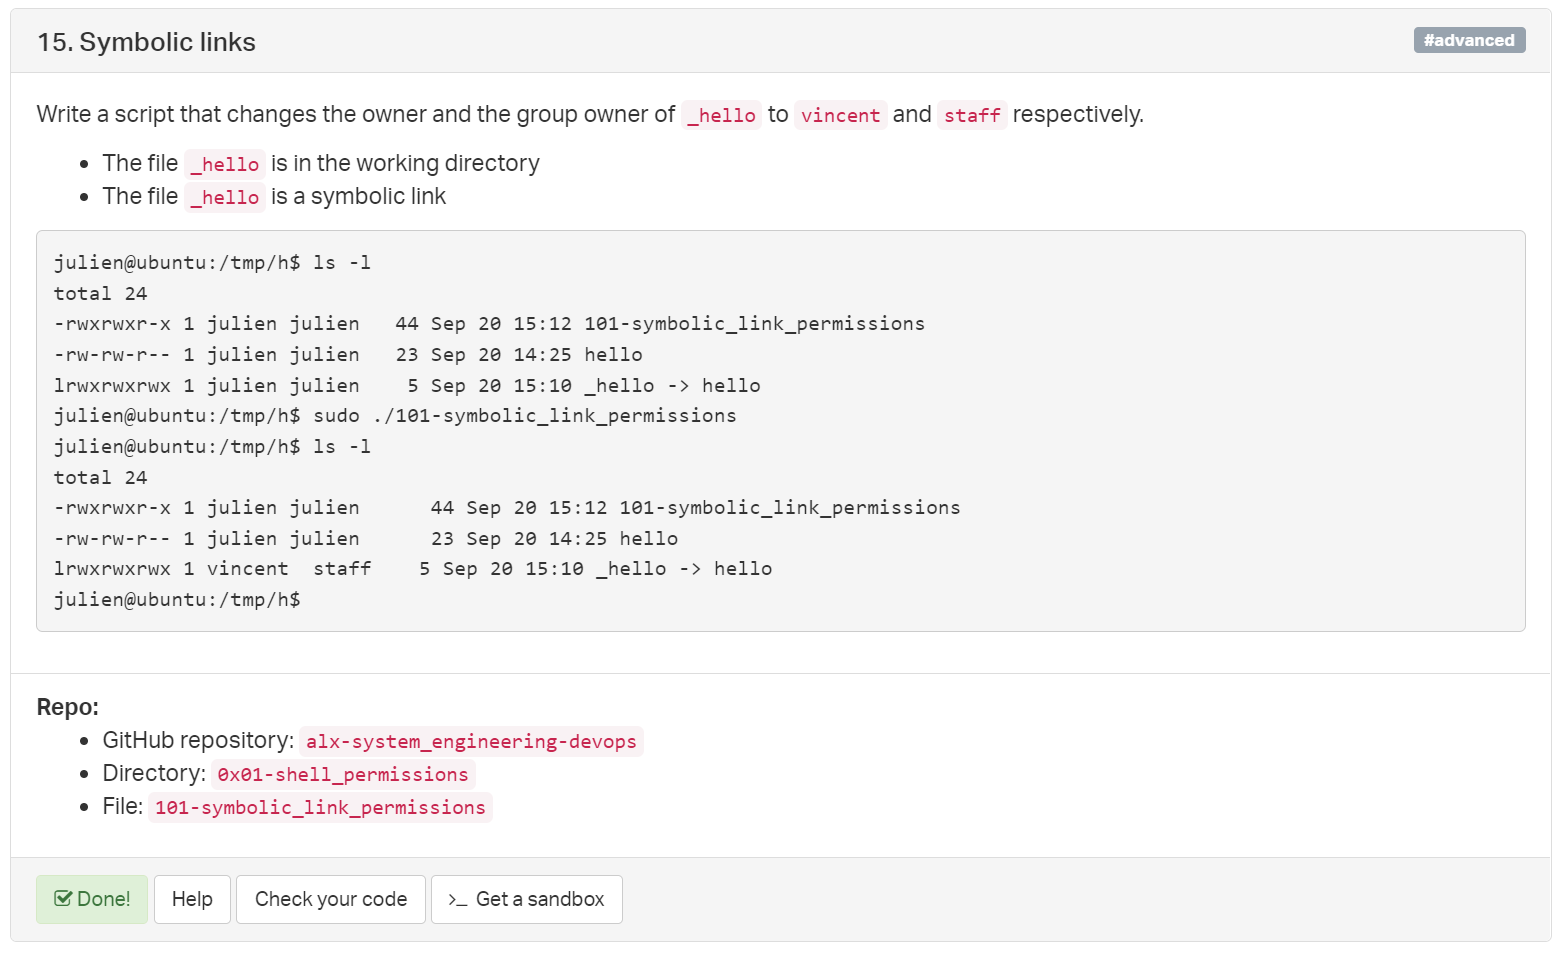 15. Symbolic links
#advanced
Write a script that changes the owner and the group owner of _hello to vincent and staff respectively.
The file _hello is in the working directory
The file _hello is a symbolic link
julien@ubuntu:/tmp/h$ ls -l
total 24
-rwxrwxr-x 1 julien julien   44 Sep 20 15:12 101-symbolic_link_permissions
-rw-rw-r-- 1 julien julien   23 Sep 20 14:25 hello
lrwxrwxrwx 1 julien julien    5 Sep 20 15:10 _hello -> hello
julien@ubuntu:/tmp/h$ sudo ./101-symbolic_link_permissions
julien@ubuntu:/tmp/h$ ls -l
total 24
-rwxrwxr-x 1 julien julien      44 Sep 20 15:12 101-symbolic_link_permissions
-rw-rw-r-- 1 julien julien      23 Sep 20 14:25 hello
lrwxrwxrwx 1 vincent  staff    5 Sep 20 15:10 _hello -> hello
julien@ubuntu:/tmp/h$
Repo:
GitHub repository: alx-system_engineering-devops
Directory: 0x01-shell_permissions
File: 101-symbolic_link_permissions
Done! Help Check your code >_ Get a sandbox